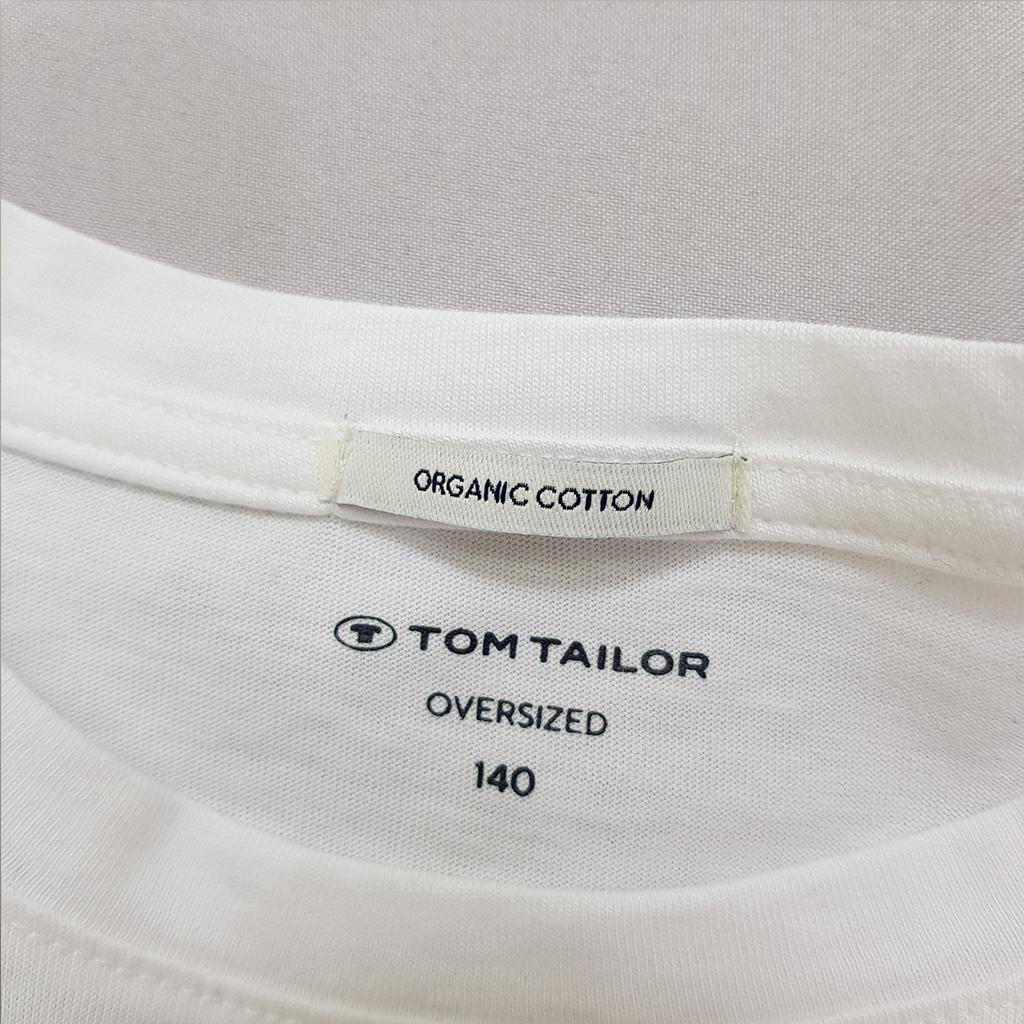 ORGANIC COTTON
TOM TAILOR
OVERSIZED
140